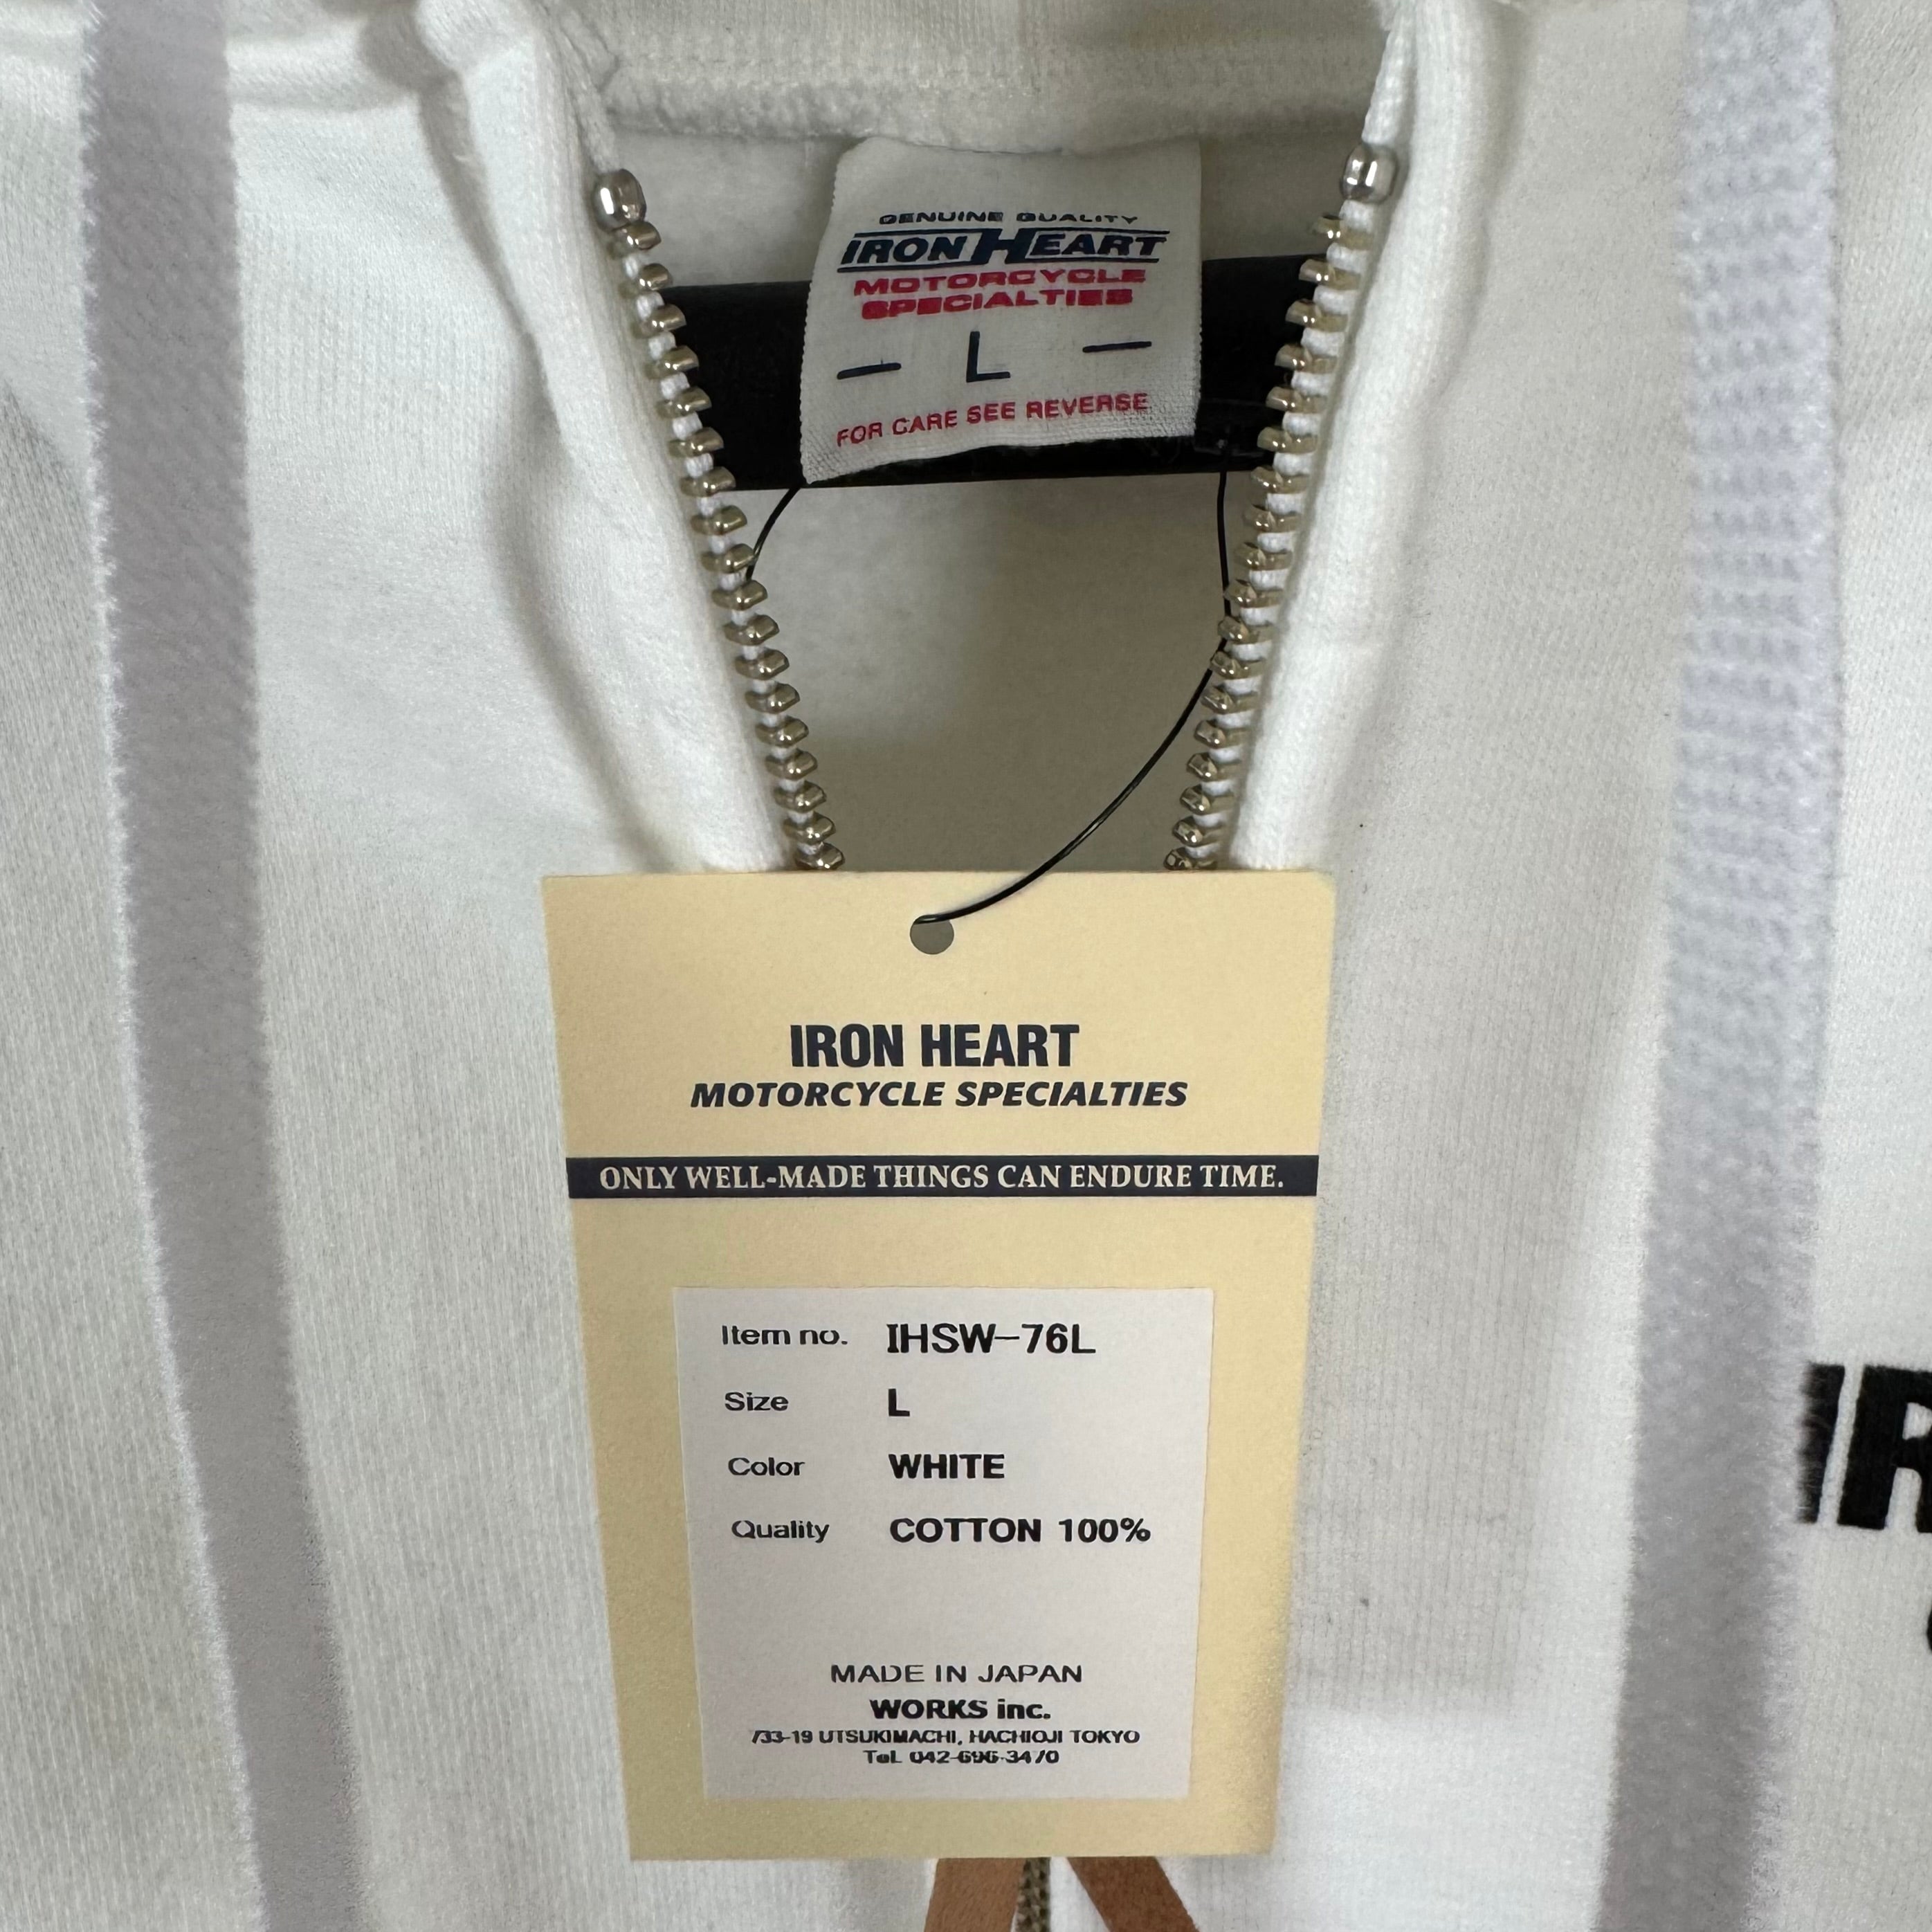 GENUINE QUALITY
IRON HEART
MOTORCYCLE
SPECIALTIES
– L –
FOR CARE SEE REVERSE
IRON HEART
MOTORCYCLE SPECIALTIES
ONLY WELL-MADE THINGS CAN ENDURE TIME.
Item no. IHSW-76L
Size L
Color WHITE
Quality COTTON 100%
MADE IN JAPAN
WORKS inc.
733-19 UTSUKIMACHI, HACHIOJI TOKYO
TeL 042-696-3470
IR